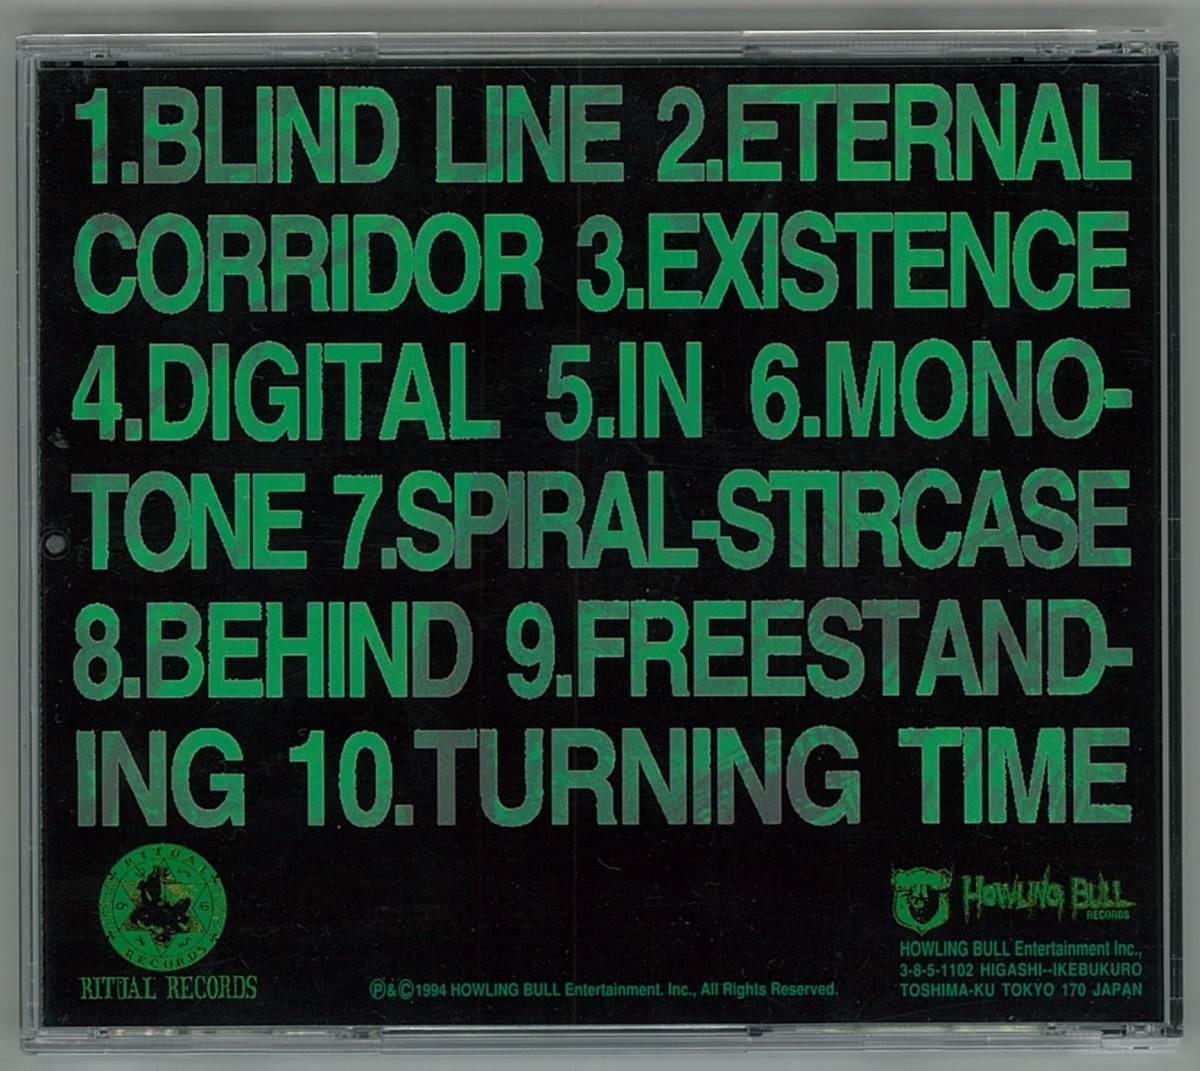 1.BLIND LINE 2.ETERNAL
CORRIDOR 3.EXISTENCE
4.DIGITAL 5.IN 6.MONO-
TONE 7.SPIRAL-STIRCASE
8.BEHIND 9.FREESTAND-
ING 10.TURNING TIME
RITUAL
RECORDS
RITUAL RECORDS
Ⓟ&©1994 HOWLING BULL Entertainment. Inc., All Rights Reserved.
HOWLING BULL
RECORDS
HOWLING BULL Entertainment Inc.,
3-8-5-1102 HIGASHI--IKEBUKURO
TOSHIMA-KU TOKYO 170 JAPAN